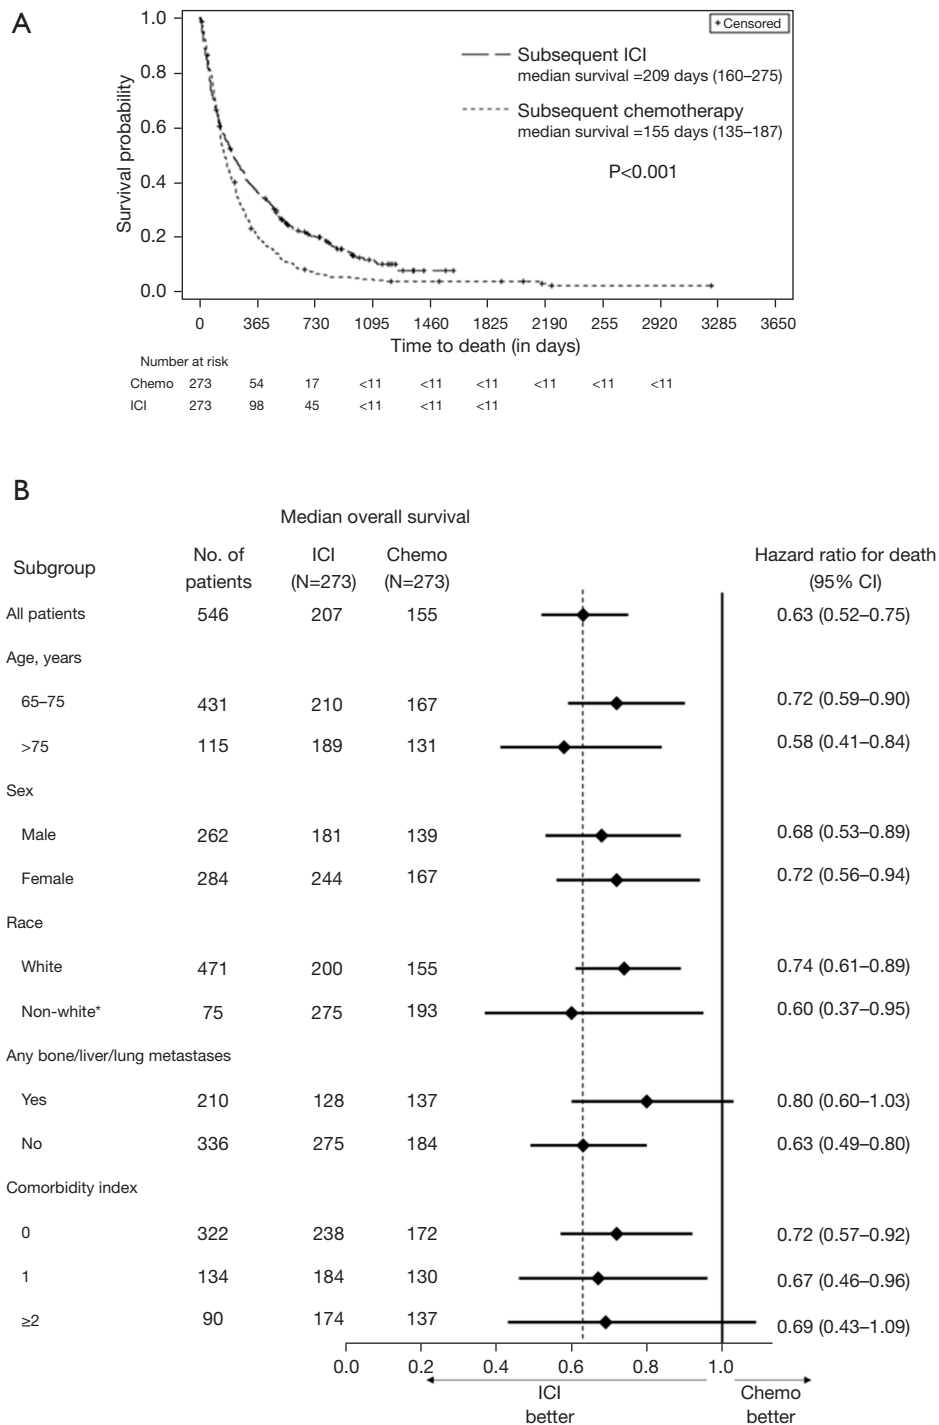 A
+ Censored
Subsequent ICI
median survival =209 days (160–275)
Subsequent chemotherapy
median survival =155 days (135–187)
P<0.001
Survival probability
1.0
0.8
0.6
0.4
0.2
0.0
0 365 730 1095 1460 1825 2190 255 2920 3285 3650
Time to death (in days)
Number at risk
Chemo 273 54 17 <11 <11 <11 <11 <11 <11
ICI 273 98 45 <11 <11 <11
B
Median overall survival
Subgroup No. of patients ICI (N=273) Chemo (N=273) Hazard ratio for death (95% CI)
All patients 546 207 155 0.63 (0.52–0.75)
Age, years
65–75 431 210 167 0.72 (0.59–0.90)
>75 115 189 131 0.58 (0.41–0.84)
Sex
Male 262 181 139 0.68 (0.53–0.89)
Female 284 244 167 0.72 (0.56–0.94)
Race
White 471 200 155 0.74 (0.61–0.89)
Non-white* 75 275 193 0.60 (0.37–0.95)
Any bone/liver/lung metastases
Yes 210 128 137 0.80 (0.60–1.03)
No 336 275 184 0.63 (0.49–0.80)
Comorbidity index
0 322 238 172 0.72 (0.57–0.92)
1 134 184 130 0.67 (0.46–0.96)
≥2 90 174 137 0.69 (0.43–1.09)
0.0 0.2 0.4 0.6 0.8 1.0
ICI better
Chemo better